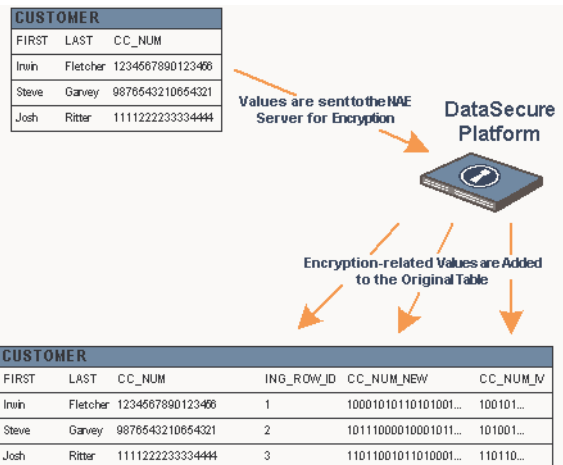 CUSTOMER
FIRST LAST CC_NUM
Irwin Fletcher 1234567890123456
Steve Garvey 9876543210654321
Josh Ritter 1111222233334444
Values are sent to the NAE
Server for Encryption
DataSecure
Platform
Encryption-related Values are Added
to the Original Table
CUSTOMER
FIRST LAST CC_NUM ING_ROW_ID CC_NUM_NEW CC_NUM_IV
Irwin Fletcher 1234567890123456 1 10001010110101001... 100101...
Steve Garvey 9876543210654321 2 10111000010001011... 101001...
Josh Ritter 1111222233334444 3 11011001011010001... 110110...